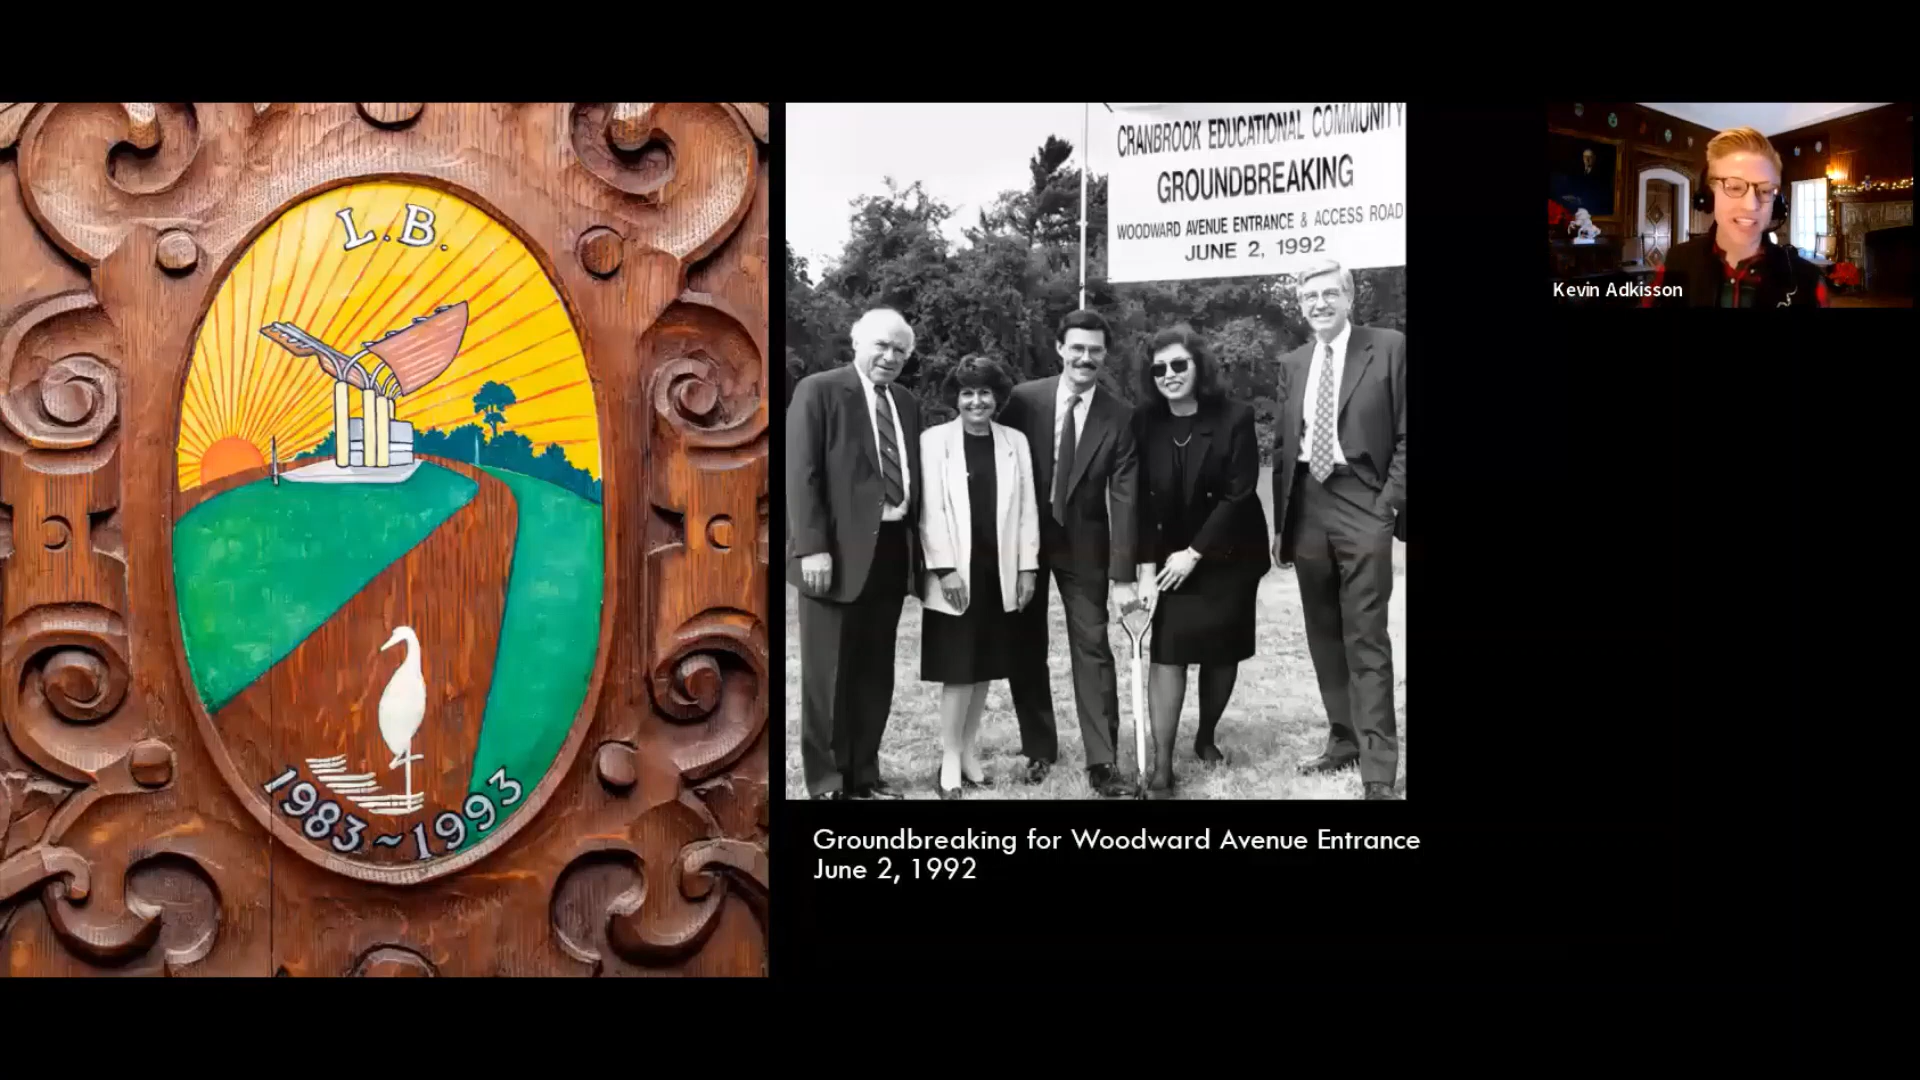 L.B.
1983~1993
CRANBROOK EDUCATIONAL COMMUNITY
GROUNDBREAKING
WOODWARD AVENUE ENTRANCE & ACCESS ROAD
JUNE 2, 1992
Groundbreaking for Woodward Avenue Entrance
June 2, 1992
Kevin Adkisson